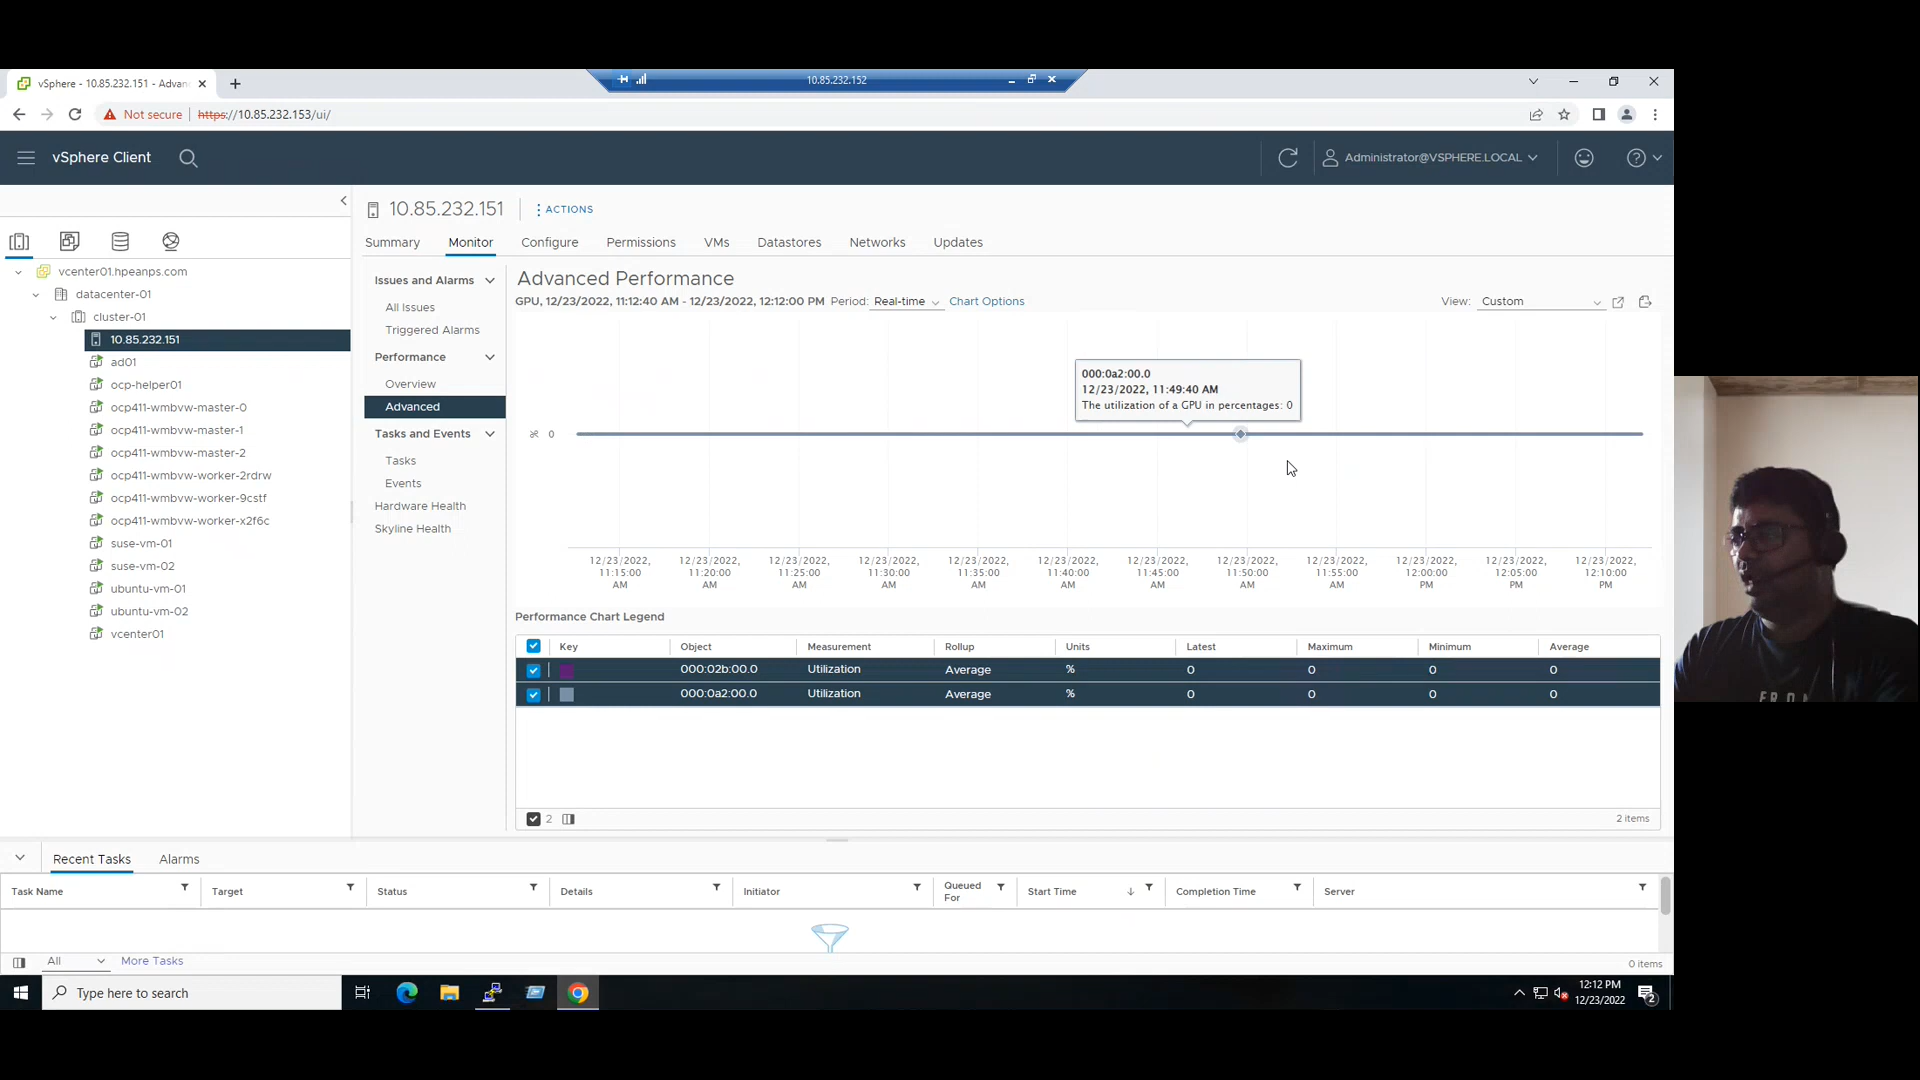 vSphere - 10.85.232.151 - Advan
10.85.232.152
Not secure
https://10.85.232.153/ui/
vSphere Client
Administrator@VSPHERE.LOCAL
10.85.232.151
ACTIONS
Summary
Monitor
Configure
Permissions
VMs
Datastores
Networks
Updates
vcenter01.hpeanps.com
datacenter-01
cluster-01
10.85.232.151
ad01
ocp-helper01
ocp411-wmbvw-master-0
ocp411-wmbvw-master-1
ocp411-wmbvw-master-2
ocp411-wmbvw-worker-2rdrw
ocp411-wmbvw-worker-9cstf
ocp411-wmbvw-worker-x2f6c
suse-vm-01
suse-vm-02
ubuntu-vm-01
ubuntu-vm-02
vcenter01
Issues and Alarms
All Issues
Triggered Alarms
Performance
Overview
Advanced
Tasks and Events
Tasks
Events
Hardware Health
Skyline Health
Advanced Performance
GPU, 12/23/2022, 11:12:40 AM - 12/23/2022, 12:12:00 PM Period: Real-time Chart Options
View: Custom
000:0a2:00.0
12/23/2022, 11:49:40 AM
The utilization of a GPU in percentages: 0
% 0
12/23/2022, 11:15:00 AM
12/23/2022, 11:20:00 AM
12/23/2022, 11:25:00 AM
12/23/2022, 11:30:00 AM
12/23/2022, 11:35:00 AM
12/23/2022, 11:40:00 AM
12/23/2022, 11:45:00 AM
12/23/2022, 11:50:00 AM
12/23/2022, 11:55:00 AM
12/23/2022, 12:00:00 PM
12/23/2022, 12:05:00 PM
12/23/2022, 12:10:00 PM
Performance Chart Legend
Key Object Measurement Rollup Units Latest Maximum Minimum Average
000:02b:00.0 Utilization Average % 0 0 0 0
000:0a2:00.0 Utilization Average % 0 0 0 0
2
2 items
Recent Tasks
Alarms
Task Name Target Status Details Initiator Queued For Start Time Completion Time Server
All
More Tasks
0 items
Type here to search
12:12 PM
12/23/2022
2